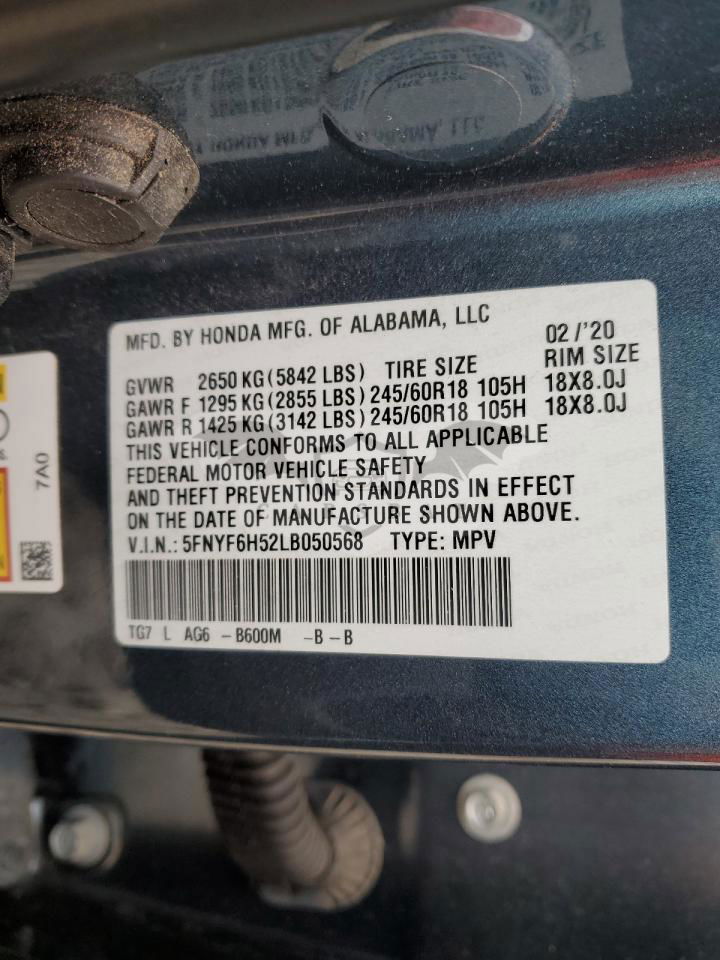 MFD. BY HONDA MFG. OF ALABAMA, LLC 02/'20
GVWR 2650 KG (5842 LBS) TIRE SIZE RIM SIZE
GAWR F 1295 KG (2855 LBS) 245/60R18 105H 18X8.0J
GAWR R 1425 KG (3142 LBS) 245/60R18 105H 18X8.0J
THIS VEHICLE CONFORMS TO ALL APPLICABLE
FEDERAL MOTOR VEHICLE SAFETY
AND THEFT PREVENTION STANDARDS IN EFFECT
ON THE DATE OF MANUFACTURE SHOWN ABOVE.
V.I.N.: 5FNYF6H52LB050568 TYPE: MPV
TG7 L AG6 -B600M -B-B
7A0